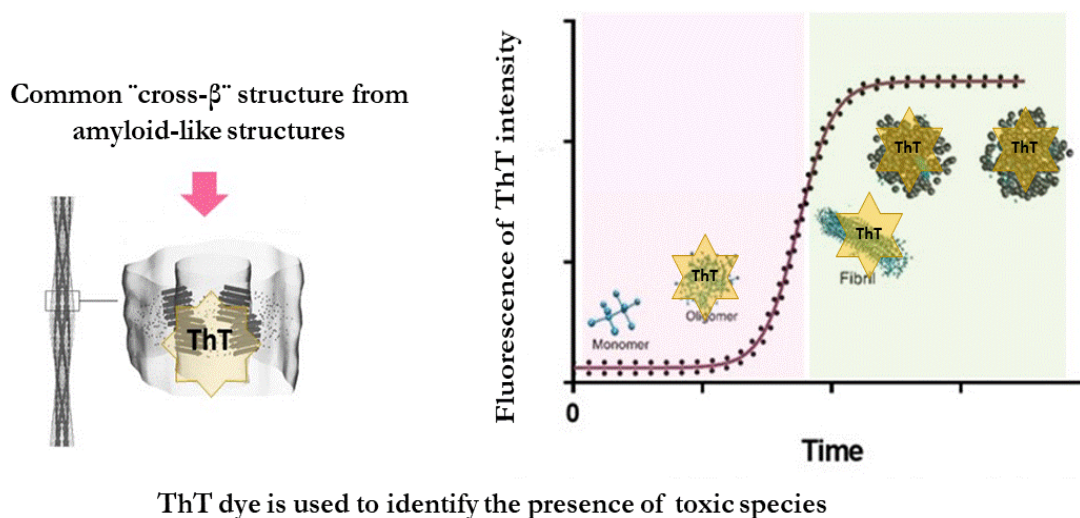 Common ¨cross-β¨ structure from
amyloid-like structures
ThT
Fluorescence of ThT intensity
ThT
ThT
ThT
ThT
Fibril
Oligomer
Monomer
0
Time
ThT dye is used to identify the presence of toxic species